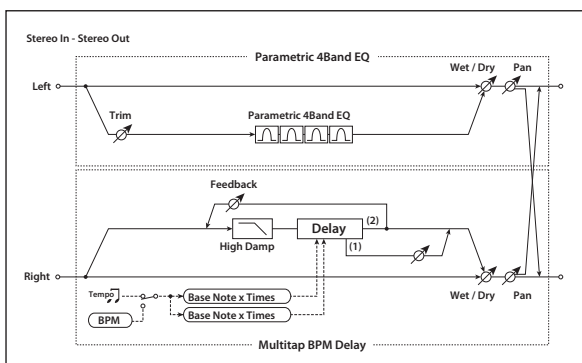 Stereo In - Stereo Out
Parametric 4Band EQ
Wet / Dry
Pan
Left
Trim
Parametric 4Band EQ
Feedback
(2)
Delay
High Damp
(1)
Right
Wet / Dry
Pan
Tempo
Base Note x Times
BPM
Base Note x Times
Multitap BPM Delay